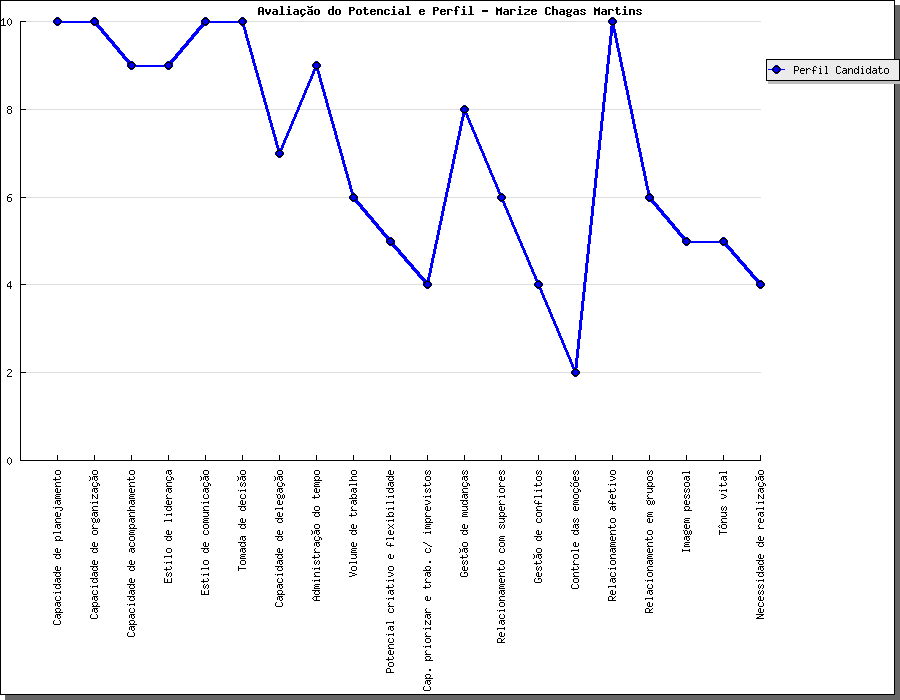 Avaliação do Potencial e Perfil - Marize Chagas Martins
10
8
6
4
2
0
Perfil Candidato
Capacidade de planejamento
Capacidade de organização
Capacidade de acompanhamento
Estilo de liderança
Estilo de comunicação
Tomada de decisão
Capacidade de delegação
Administração do tempo
Volume de trabalho
Potencial criativo e flexibilidade
Cap. priorizar e trab. c/ imprevistos
Gestão de mudanças
Relacionamento com superiores
Gestão de conflitos
Controle das emoções
Relacionamento afetivo
Relacionamento em grupos
Imagem pessoal
Tônus vital
Necessidade de realização